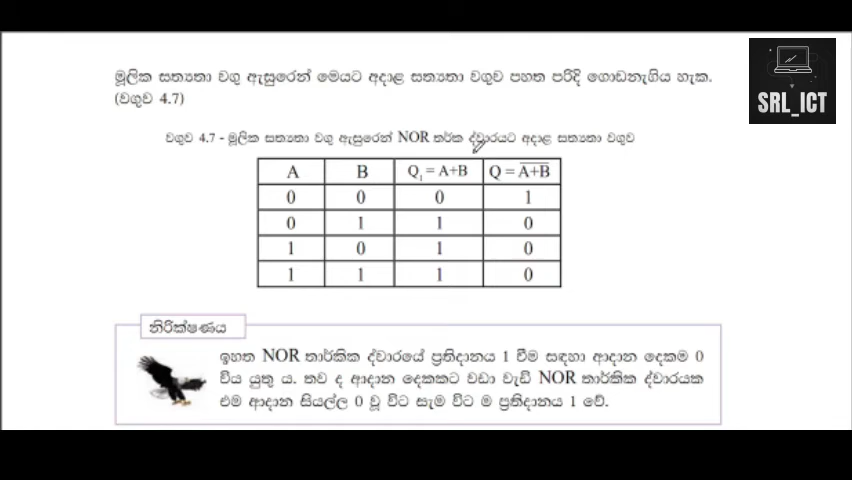 SRL_ICT
මූලික සත්‍යතා වගු ඇසුරෙන් මෙයට අදාළ සත්‍යතා වගුව පහත පරිදි ගොඩනැගිය හැක.
(වගුව 4.7)
වගුව 4.7 - මූලික සත්‍යතා වගු ඇසුරෙන් NOR තර්ක ද්වාරයට අදාළ සත්‍යතා වගුව
A B Q₁ = A+B Q = A̅+̅B̅
0 0 0 1
0 1 1 0
1 0 1 0
1 1 1 0
නිරීක්ෂණය
ඉහත NOR තාර්කික ද්වාරයේ ප්‍රතිදානය 1 වීම සඳහා ආදාන දෙකම 0
විය යුතු ය. තව ද ආදාන දෙකකට වඩා වැඩි NOR තාර්කික ද්වාරයක
එම ආදාන සියල්ල 0 වූ විට සැම විට ම ප්‍රතිදානය 1 වේ.